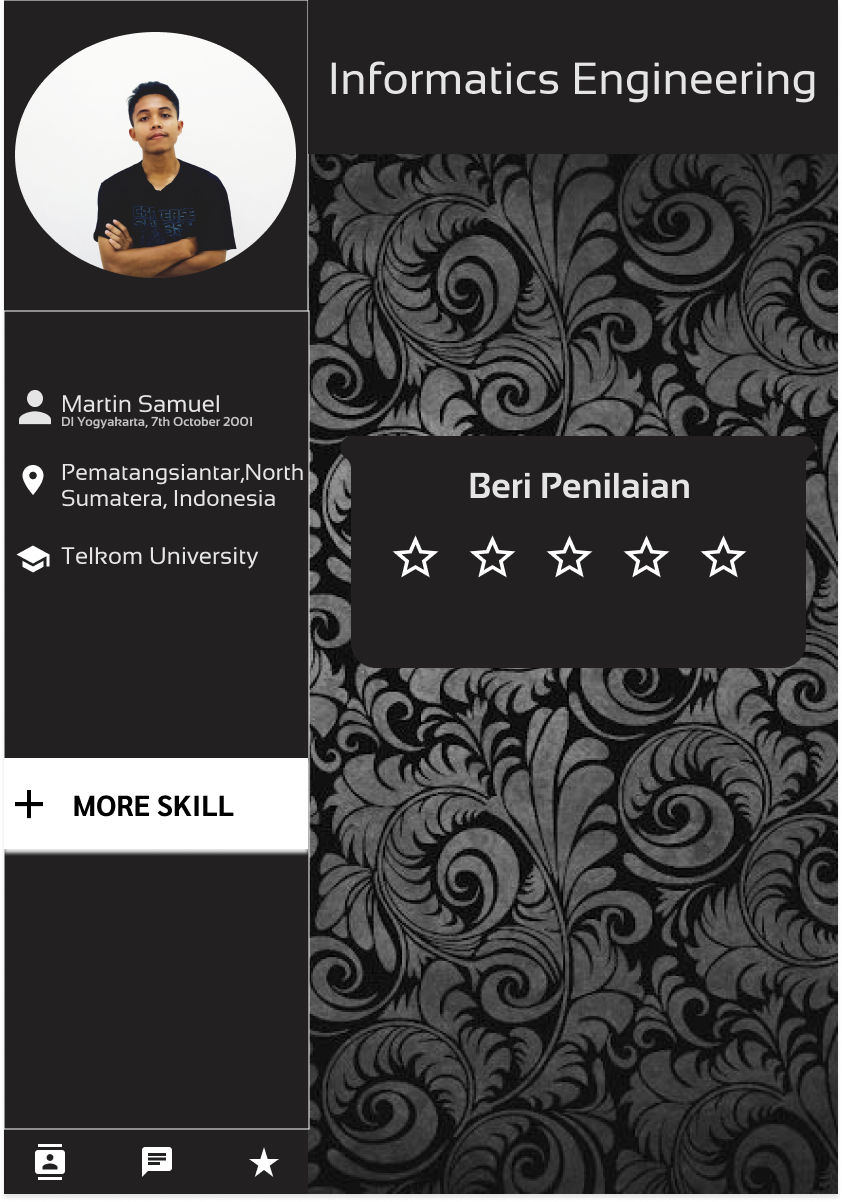 Informatics Engineering
Martin Samuel
DI Yogyakarta, 7th October 2001
Pematangsiantar,North
Sumatera, Indonesia
Telkom University
Beri Penilaian
MORE SKILL